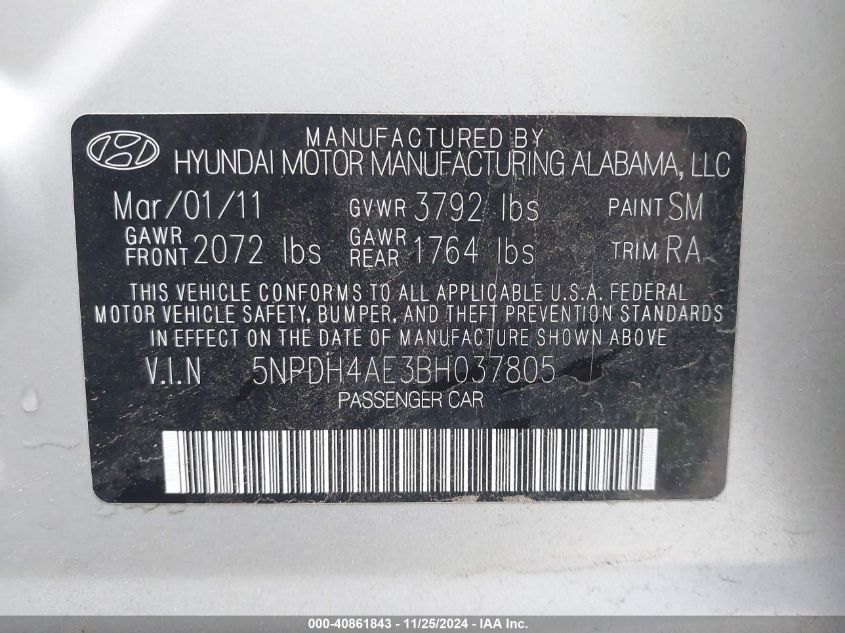 MANUFACTURED BY
HYUNDAI MOTOR MANUFACTURING ALABAMA, LLC
Mar/01/11 GVWR 3792 lbs PAINT SM
GAWR FRONT 2072 lbs GAWR REAR 1764 lbs TRIM RA
THIS VEHICLE CONFORMS TO ALL APPLICABLE U.S.A. FEDERAL
MOTOR VEHICLE SAFETY, BUMPER, AND THEFT PREVENTION STANDARDS
IN EFFECT ON THE DATE OF MANUFACTURE SHOWN ABOVE
V.I.N 5NPDH4AE3BH037805
PASSENGER CAR
000-40861843 - 11/25/2024 - IAA Inc.